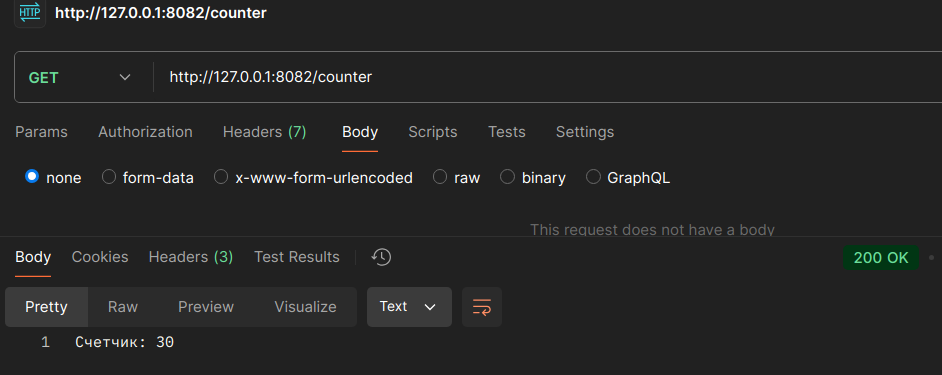 HTTP http://127.0.0.1:8082/counter
GET http://127.0.0.1:8082/counter
Params Authorization Headers (7) Body Scripts Tests Settings
none form-data x-www-form-urlencoded raw binary GraphQL
This request does not have a body
Body Cookies Headers (3) Test Results 200 OK
Pretty Raw Preview Visualize Text
1 Счетчик: 30